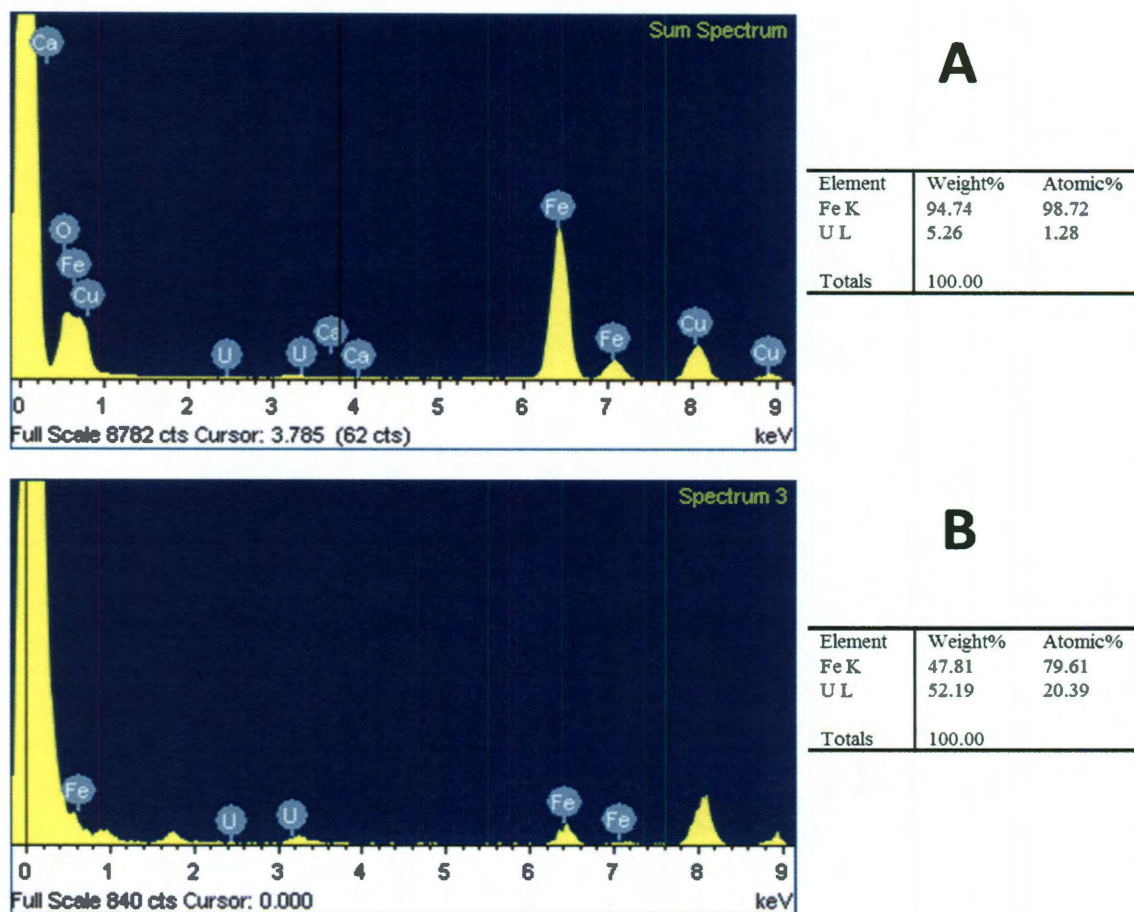 Sum Spectrum
Ca
O
Fe
Cu
U
U
Ca
Ca
Fe
Fe
Cu
Cu
0 1 2 3 4 5 6 7 8 9
Full Scale 8782 cts Cursor: 3.785 (62 cts) keV
A
Element Weight% Atomic%
Fe K 94.74 98.72
U L 5.26 1.28
Totals 100.00
Spectrum 3
Fe
U
U
Fe
Fe
0 1 2 3 4 5 6 7 8 9
Full Scale 840 cts Cursor: 0.000 keV
B
Element Weight% Atomic%
Fe K 47.81 79.61
U L 52.19 20.39
Totals 100.00